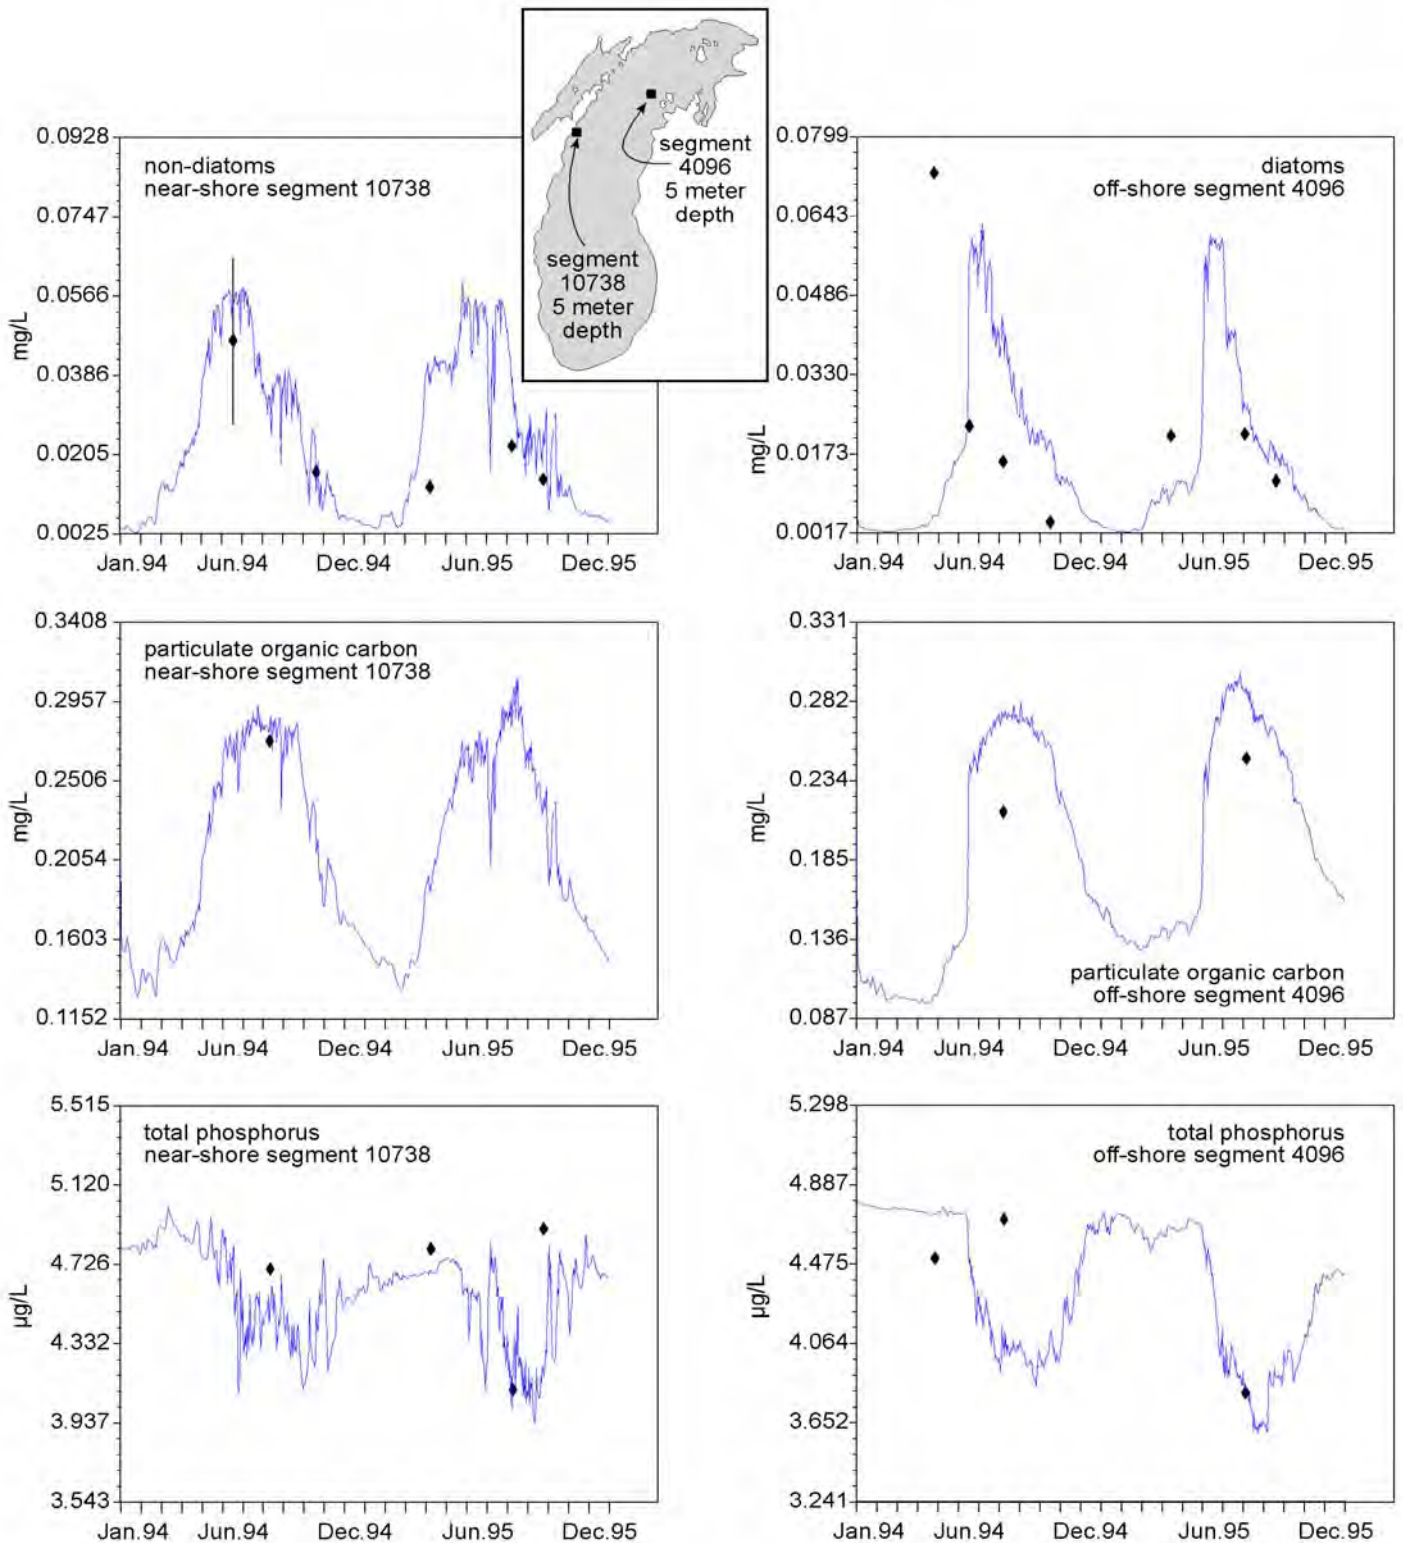 segment
4096
5 meter
depth
segment
10738
5 meter
depth
0.0928
0.0747
0.0566
0.0386
0.0205
0.0025
mg/L
non-diatoms
near-shore segment 10738
Jan.94 Jun.94 Dec.94 Jun.95 Dec.95
0.0799
0.0643
0.0486
0.0330
0.0173
0.0017
mg/L
diatoms
off-shore segment 4096
Jan.94 Jun.94 Dec.94 Jun.95 Dec.95
0.3408
0.2957
0.2506
0.2054
0.1603
0.1152
mg/L
particulate organic carbon
near-shore segment 10738
Jan.94 Jun.94 Dec.94 Jun.95 Dec.95
0.331
0.282
0.234
0.185
0.136
0.087
mg/L
particulate organic carbon
off-shore segment 4096
Jan.94 Jun,94 Dec.94 Jun.95 Dec.95
5.515
5.120
4.726
4.332
3.937
3.543
µg/L
total phosphorus
near-shore segment 10738
Jan.94 Jun.94 Dec.94 Jun.95 Dec.95
5.298
4.887
4.475
4.064
3.652
3.241
µg/L
total phosphorus
off-shore segment 4096
Jan.94 Jun.94 Dec.94 Jun.95 Dec.95